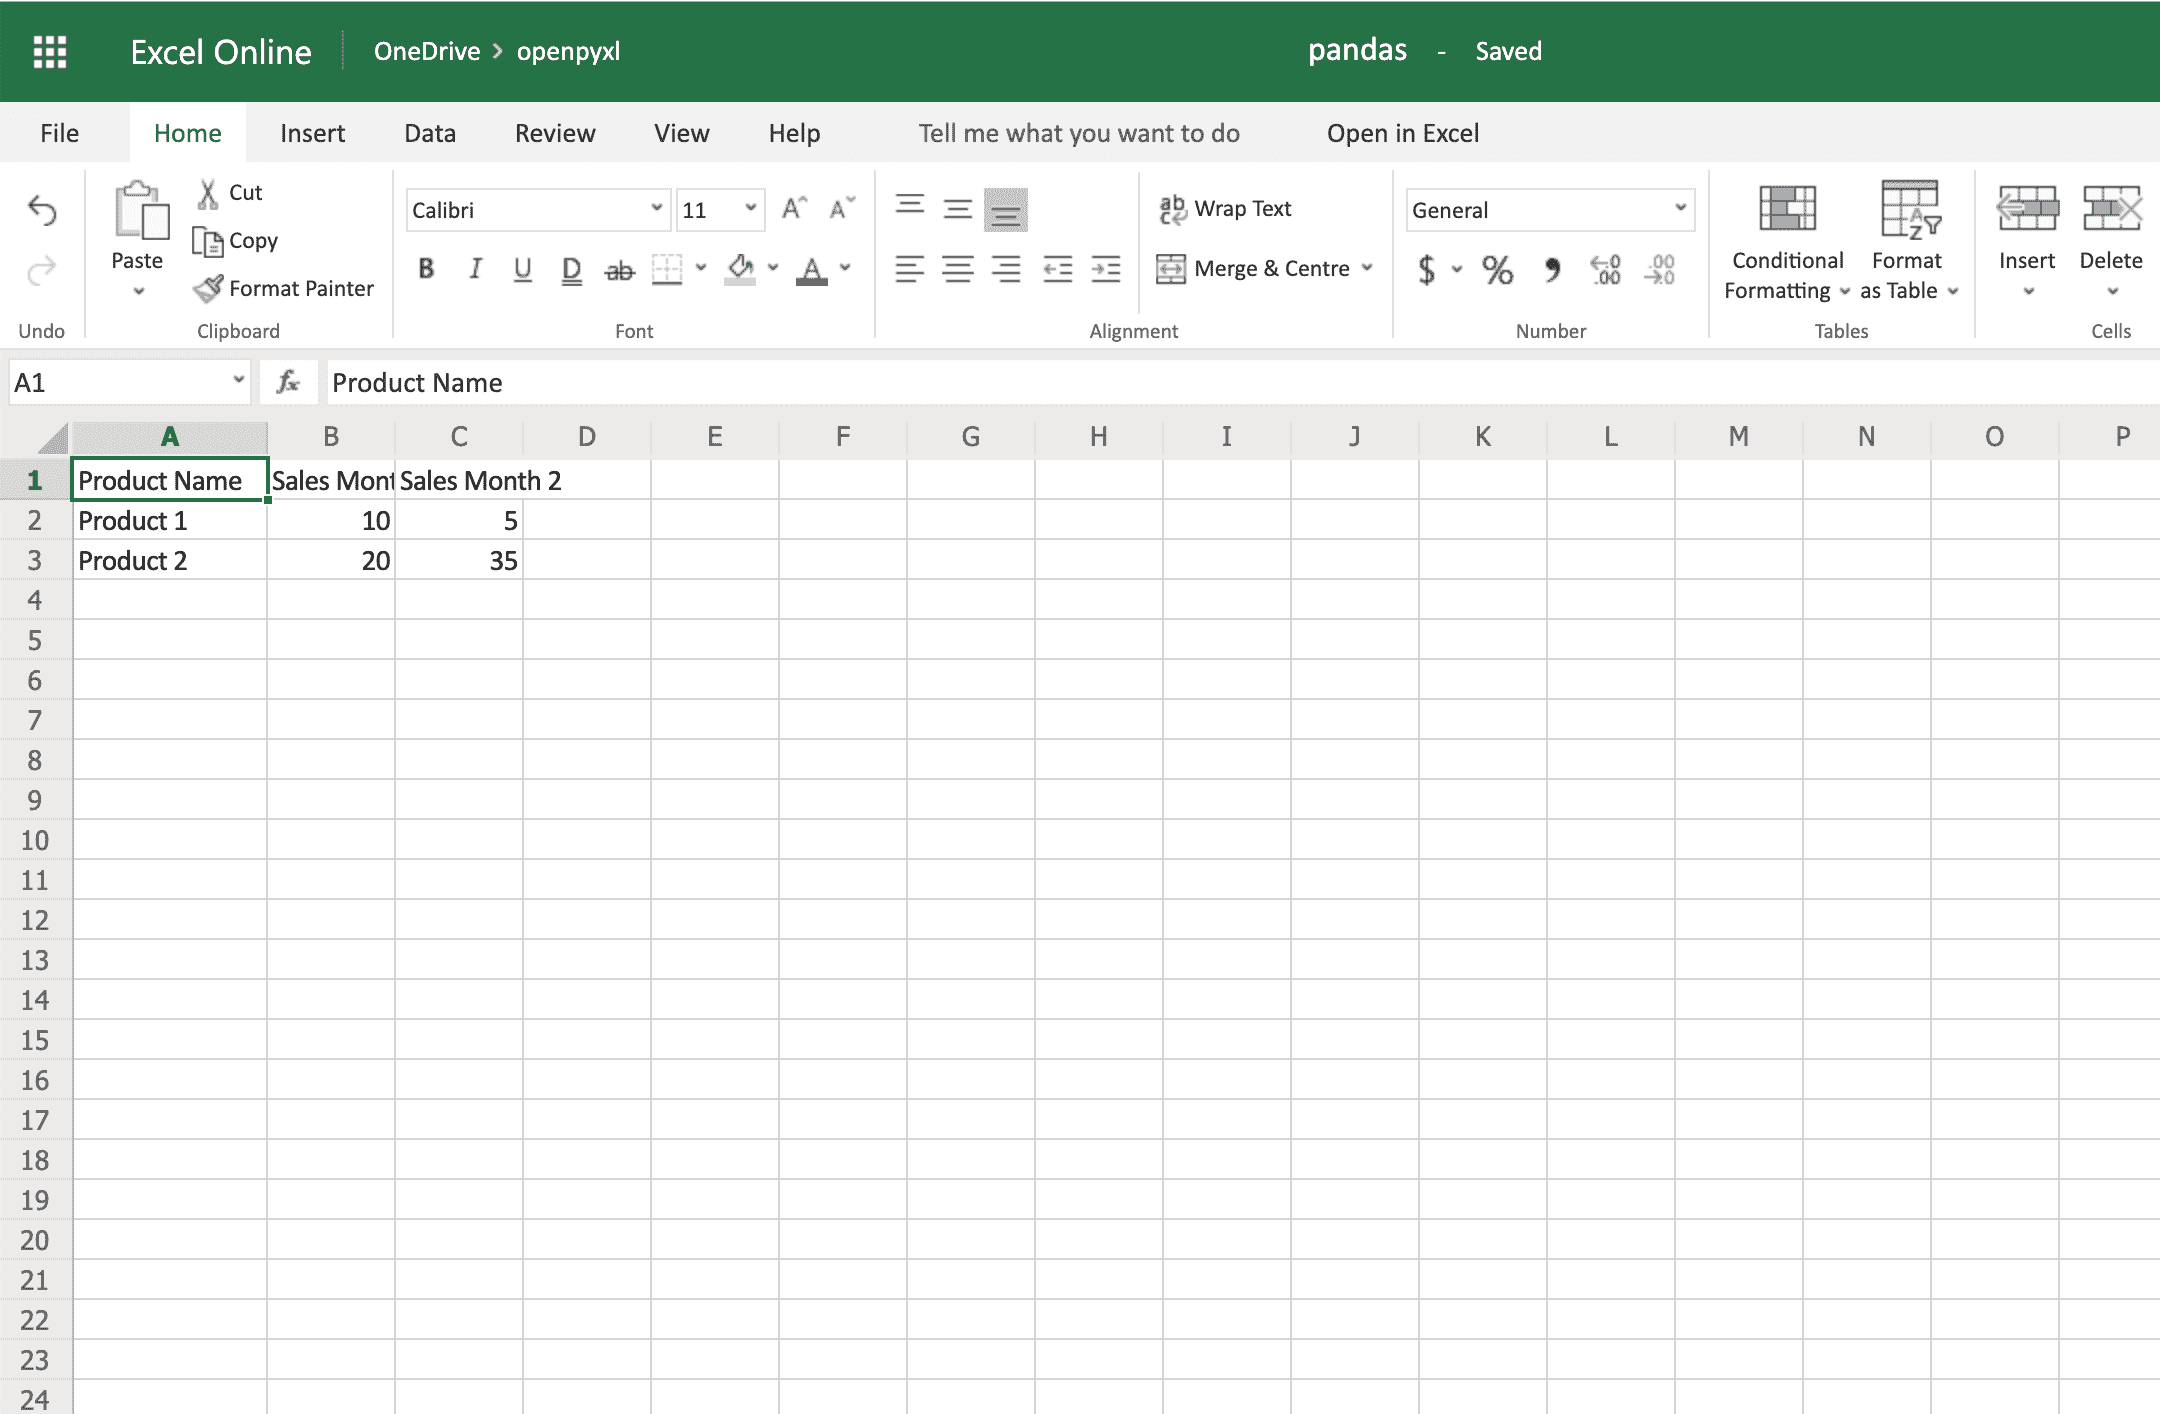 Excel Online OneDrive > openpyxl pandas - Saved
File Home Insert Data Review View Help Tell me what you want to do Open in Excel
Cut
Copy
Format Painter
Paste
Undo
Clipboard
Calibri 11
B I U D ab
Font
Wrap Text
Merge & Centre
Alignment
General
$ % , .00 .00
Number
Conditional Formatting
Format as Table
Tables
Insert
Delete
Cells
A1 fx Product Name
A B C D E F G H I J K L M N O P
1 Product Name Sales Mont Sales Month 2
2 Product 1 10 5
3 Product 2 20 35
4
5
6
7
8
9
10
11
12
13
14
15
16
17
18
19
20
21
22
23
24